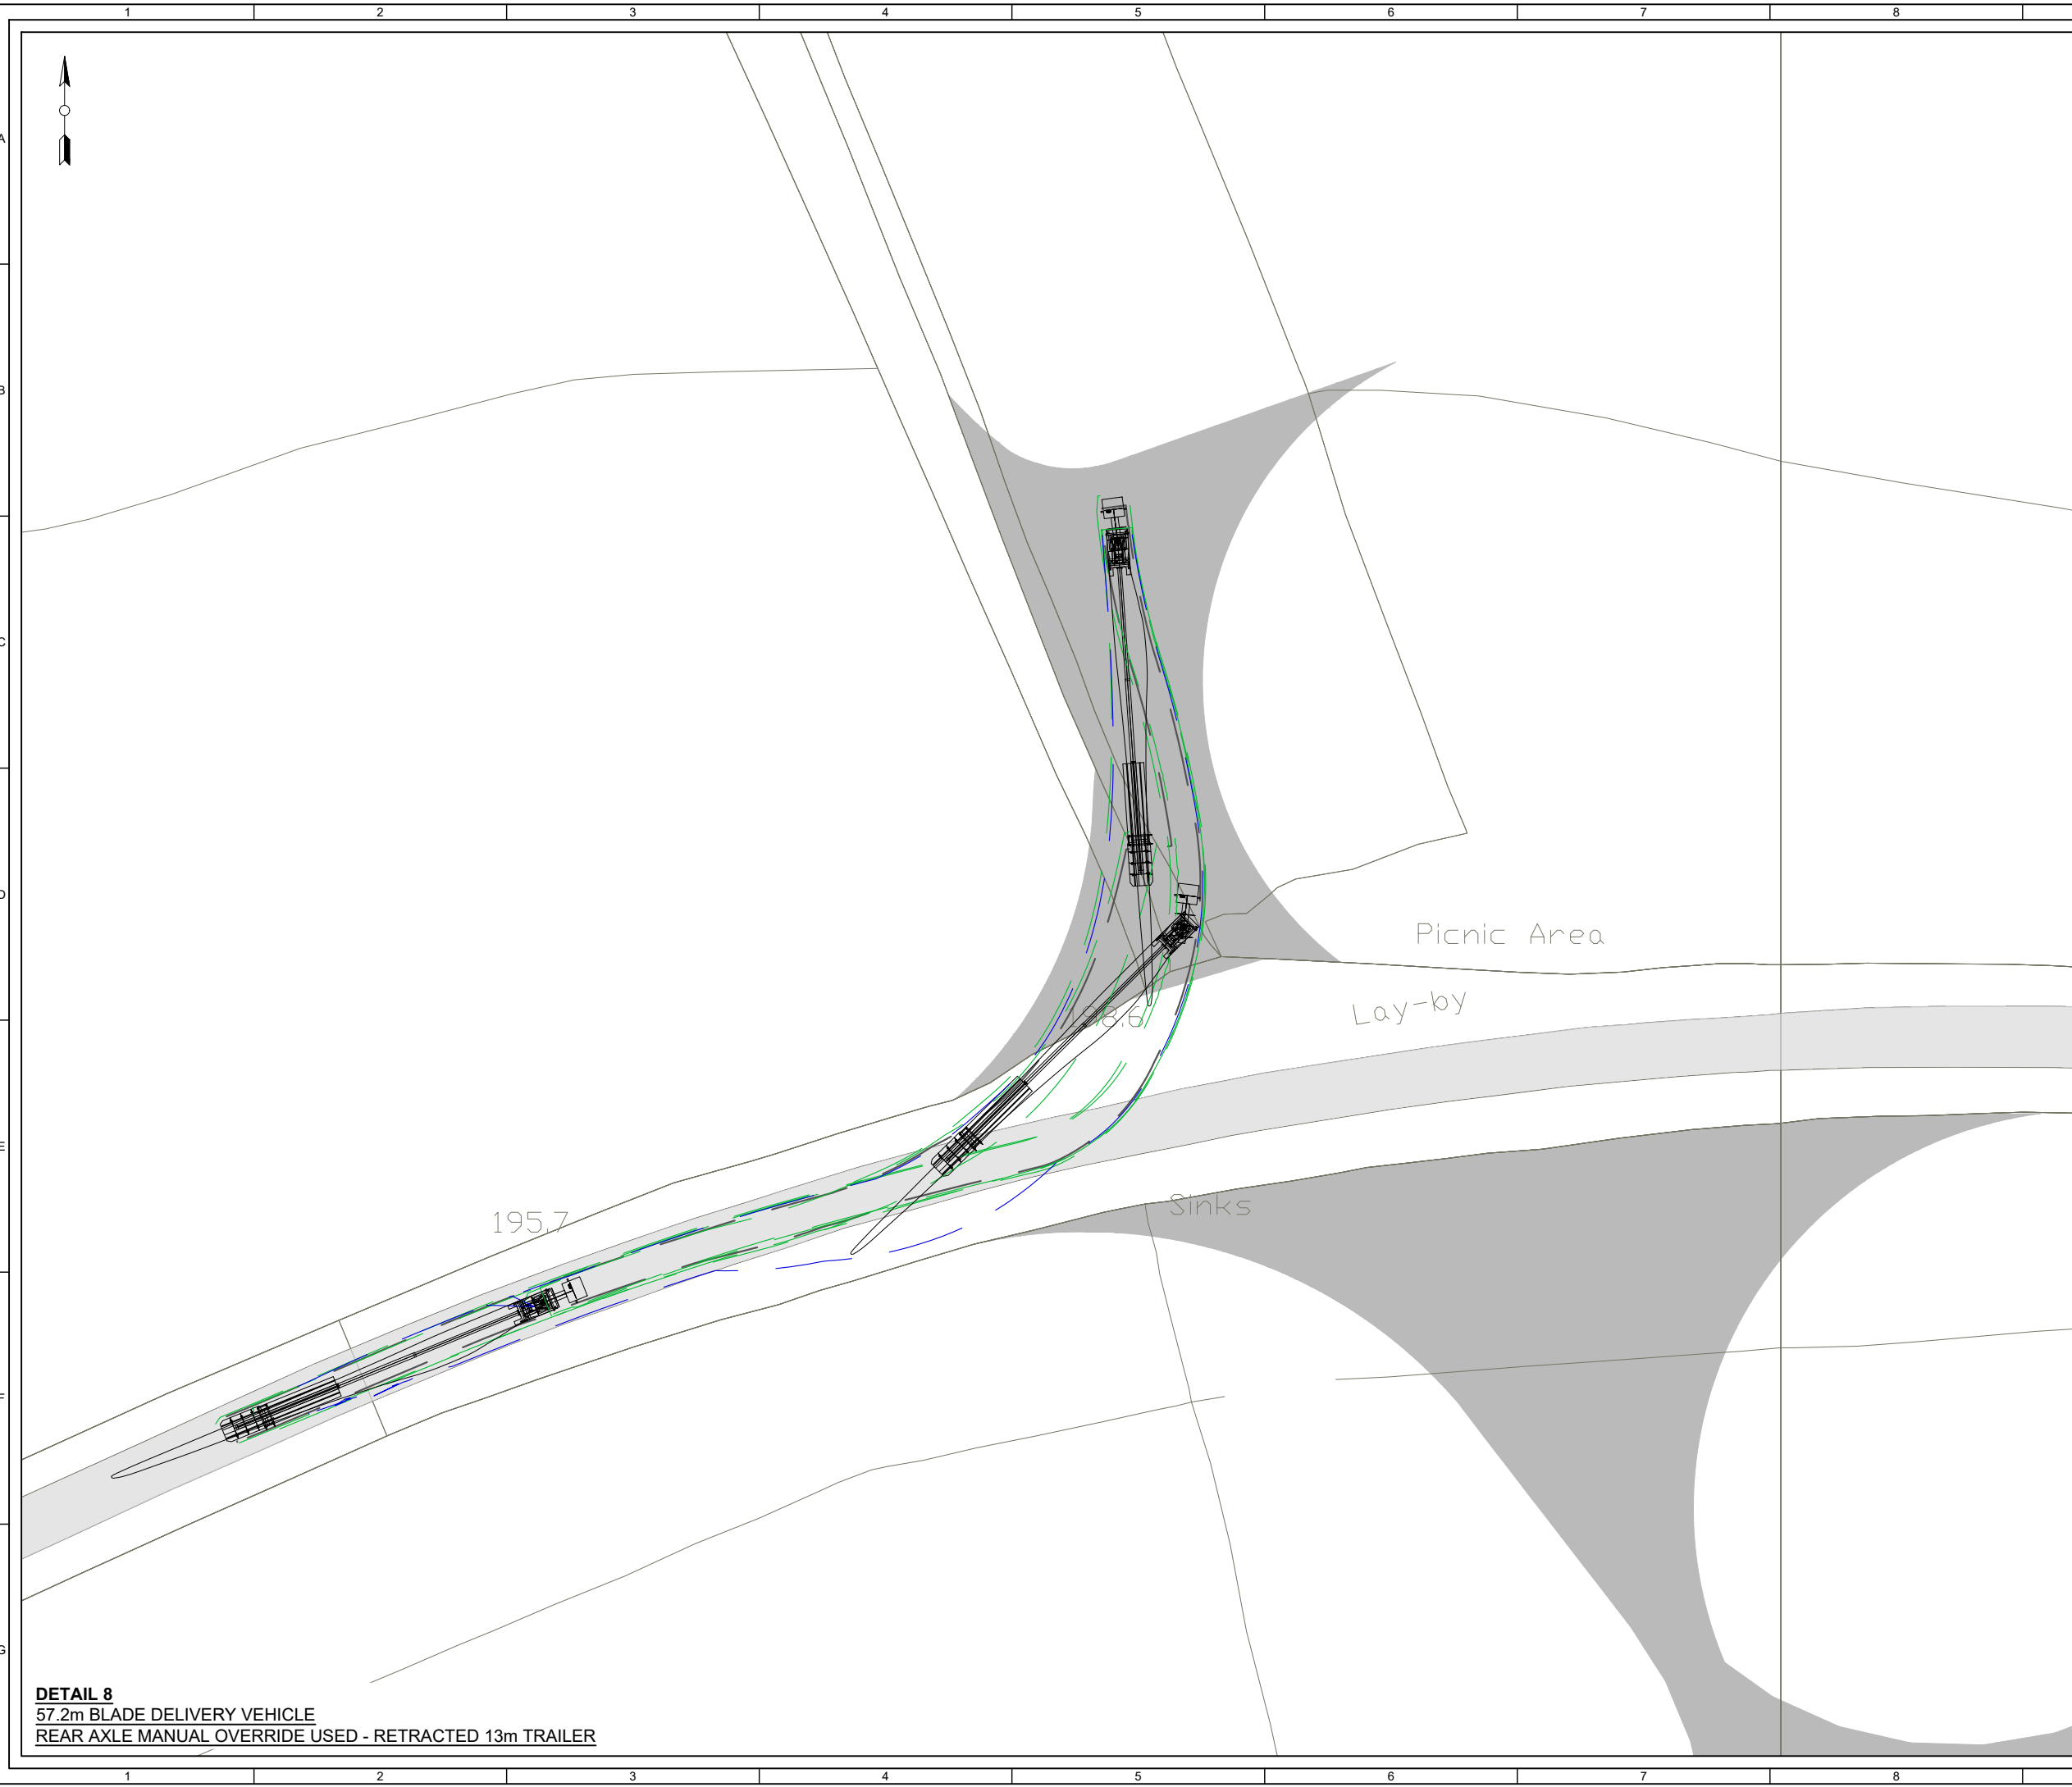 1 2 3 4 5 6 7 8
A
B
C
D
Picnic Area
Lay-by
198.6
E
Sinks
195.7
F
G
DETAIL 8
57.2m BLADE DELIVERY VEHICLE
REAR AXLE MANUAL OVERRIDE USED - RETRACTED 13m TRAILER
1 2 3 4 5 6 7 8